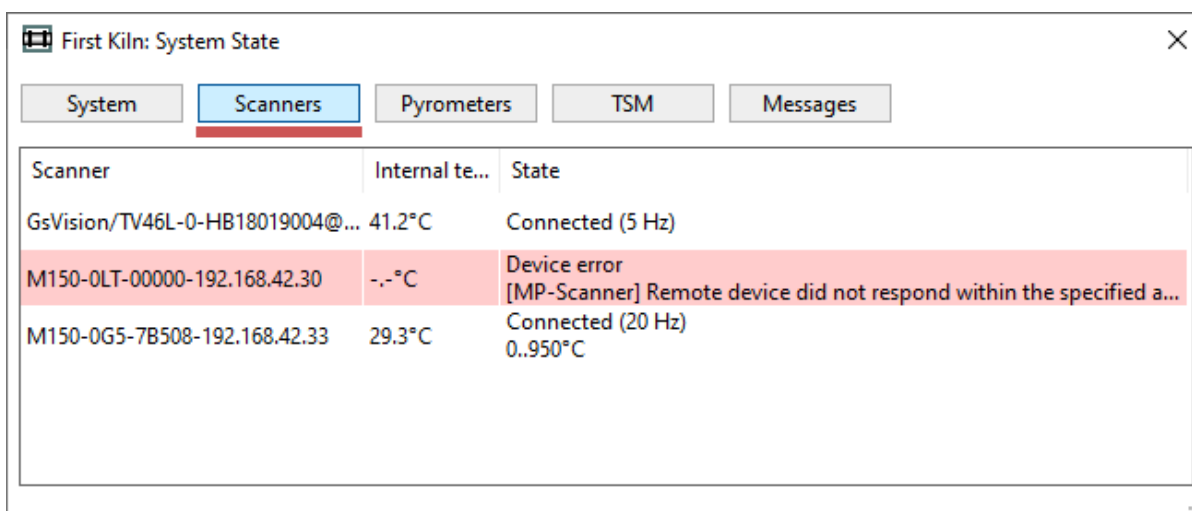 First Kiln: System State
System Scanners Pyrometers TSM Messages
Scanner Internal te... State
GsVision/TV46L-0-HB18019004@... 41.2°C Connected (5 Hz)
M150-0LT-00000-192.168.42.30 -.-°C Device error
[MP-Scanner] Remote device did not respond within the specified a...
M150-0G5-7B508-192.168.42.33 29.3°C Connected (20 Hz)
0..950°C